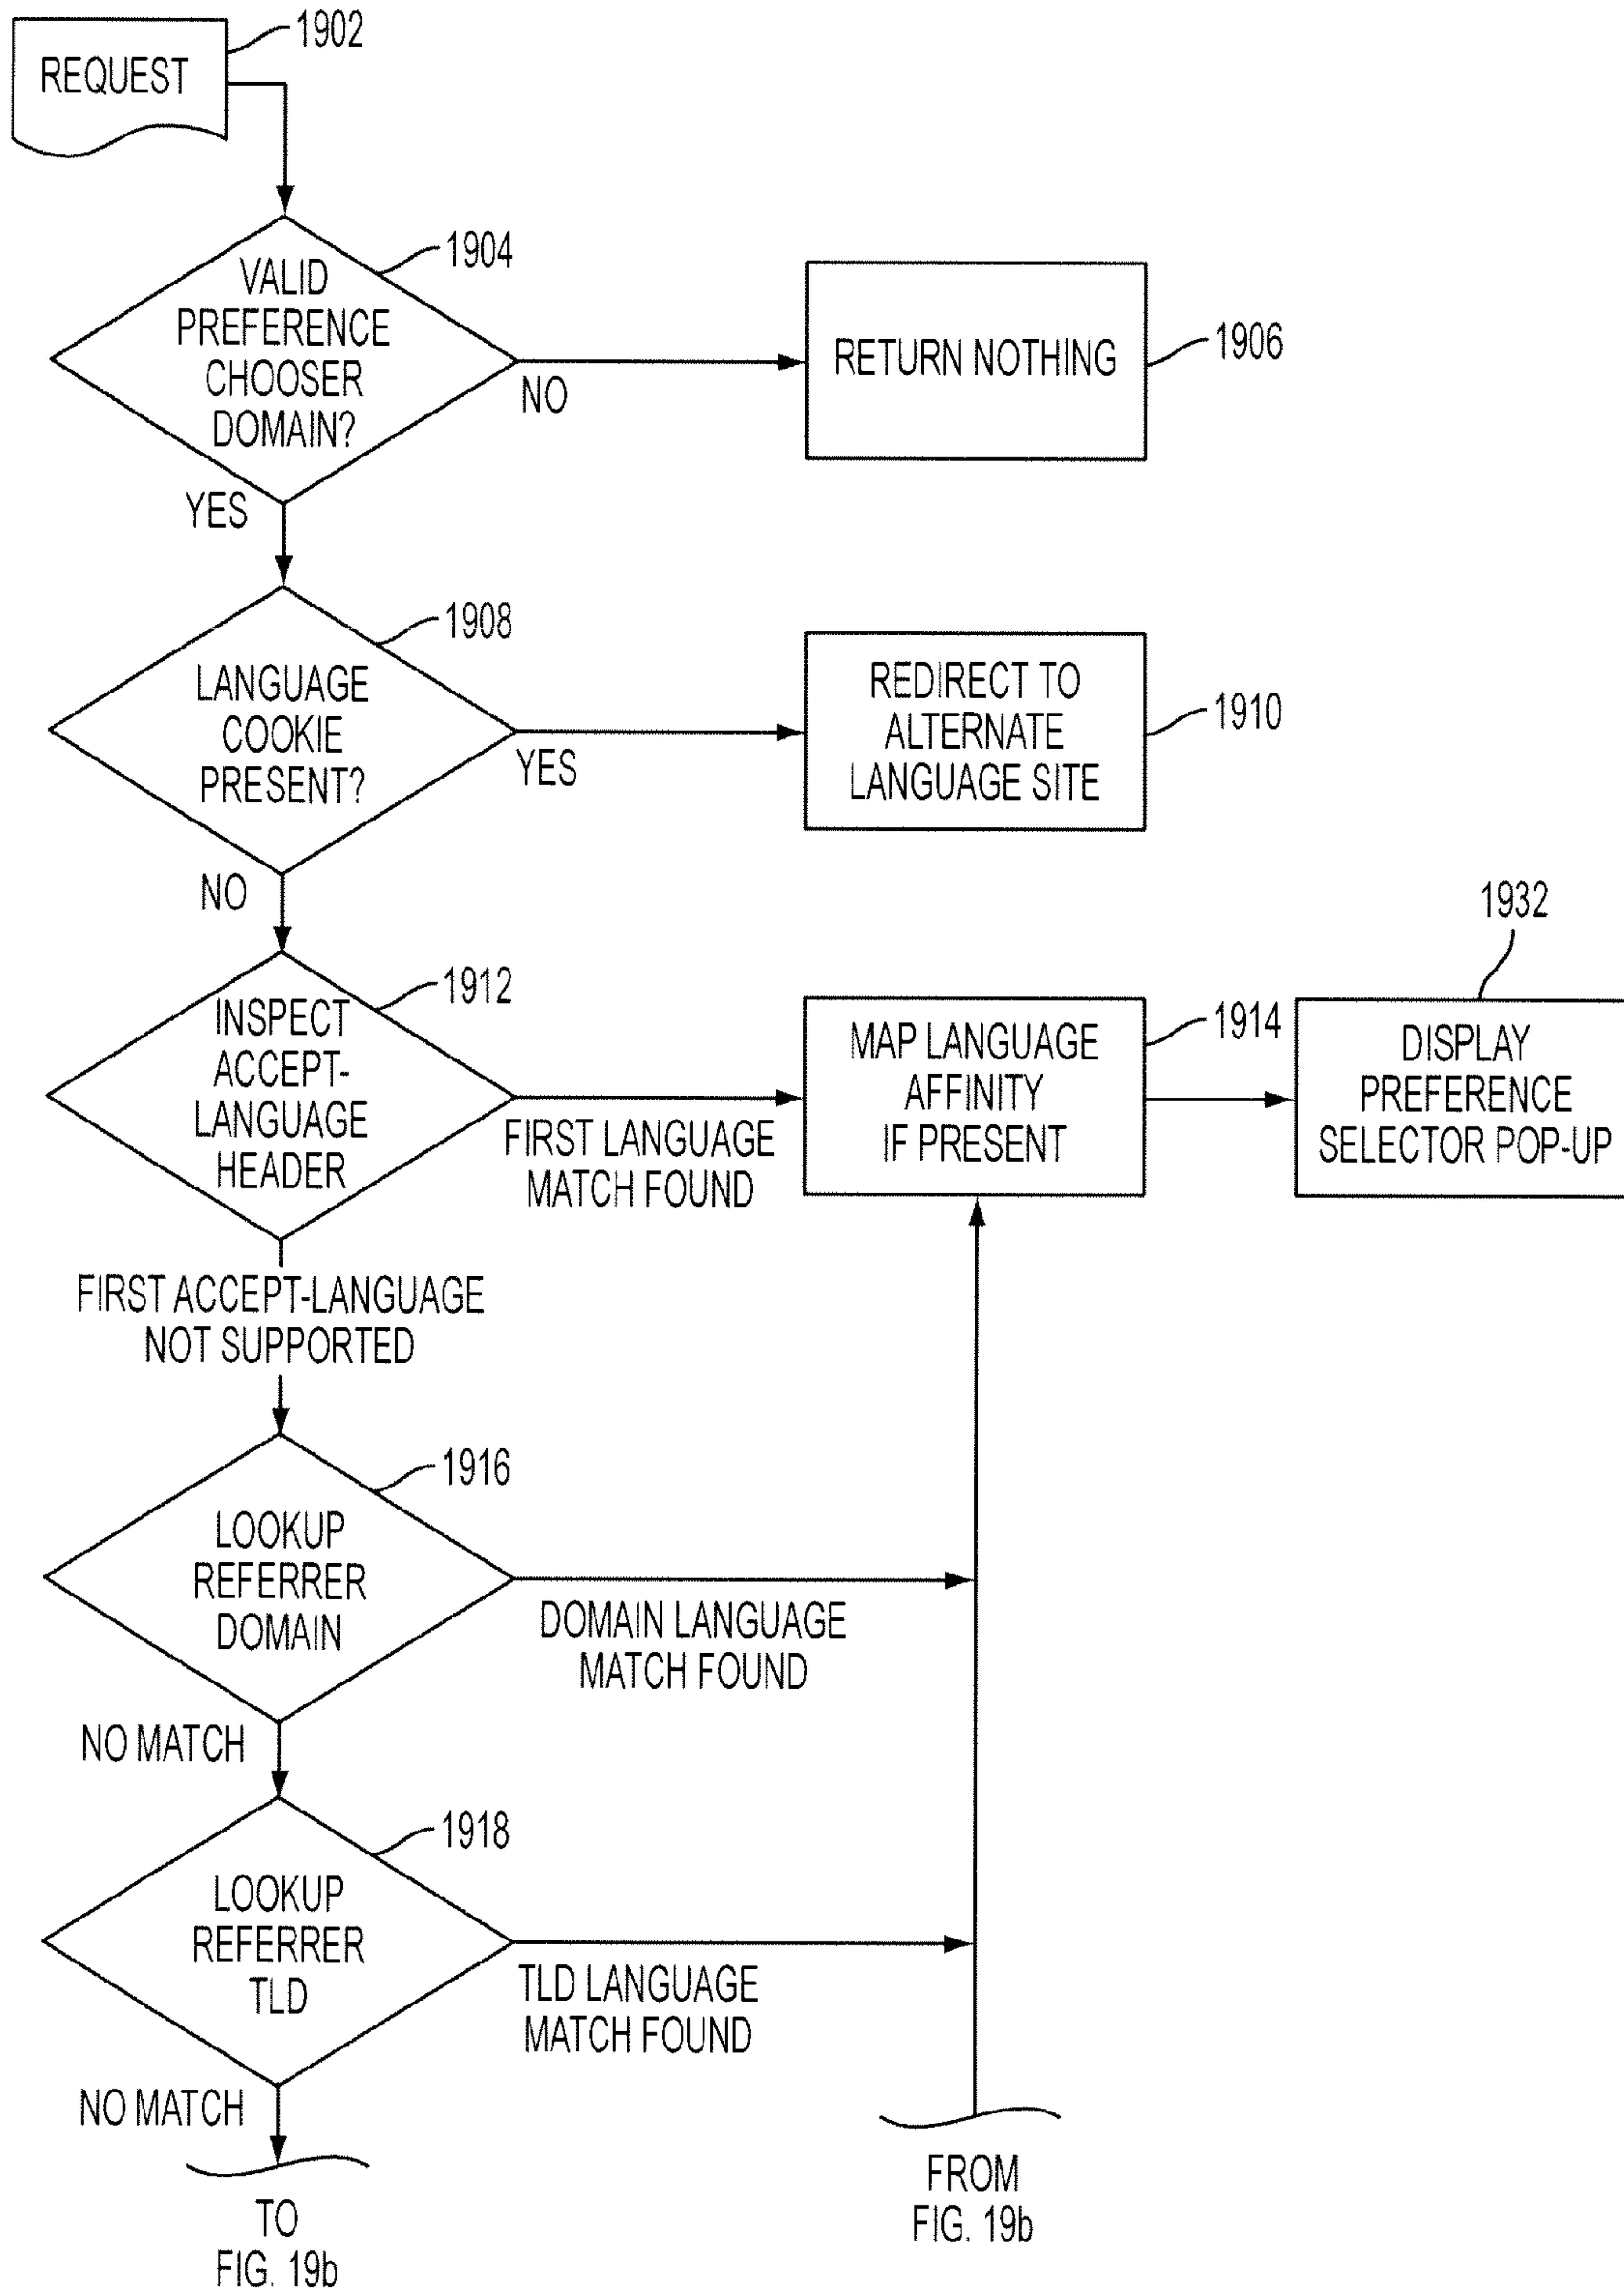 1902
REQUEST
1904
VALID
PREFERENCE
CHOOSER
DOMAIN?
NO
RETURN NOTHING
1906
YES
1908
LANGUAGE
COOKIE
PRESENT?
YES
REDIRECT TO
ALTERNATE
LANGUAGE SITE
1910
NO
1912
INSPECT
ACCEPT-
LANGUAGE
HEADER
FIRST LANGUAGE
MATCH FOUND
MAP LANGUAGE
AFFINITY
IF PRESENT
1914
1932
DISPLAY
PREFERENCE
SELECTOR POP-UP
FIRST ACCEPT-LANGUAGE
NOT SUPPORTED
1916
LOOKUP
REFERRER
DOMAIN
DOMAIN LANGUAGE
MATCH FOUND
NO MATCH
1918
LOOKUP
REFERRER
TLD
TLD LANGUAGE
MATCH FOUND
NO MATCH
TO
FIG. 19b
FROM
FIG. 19b